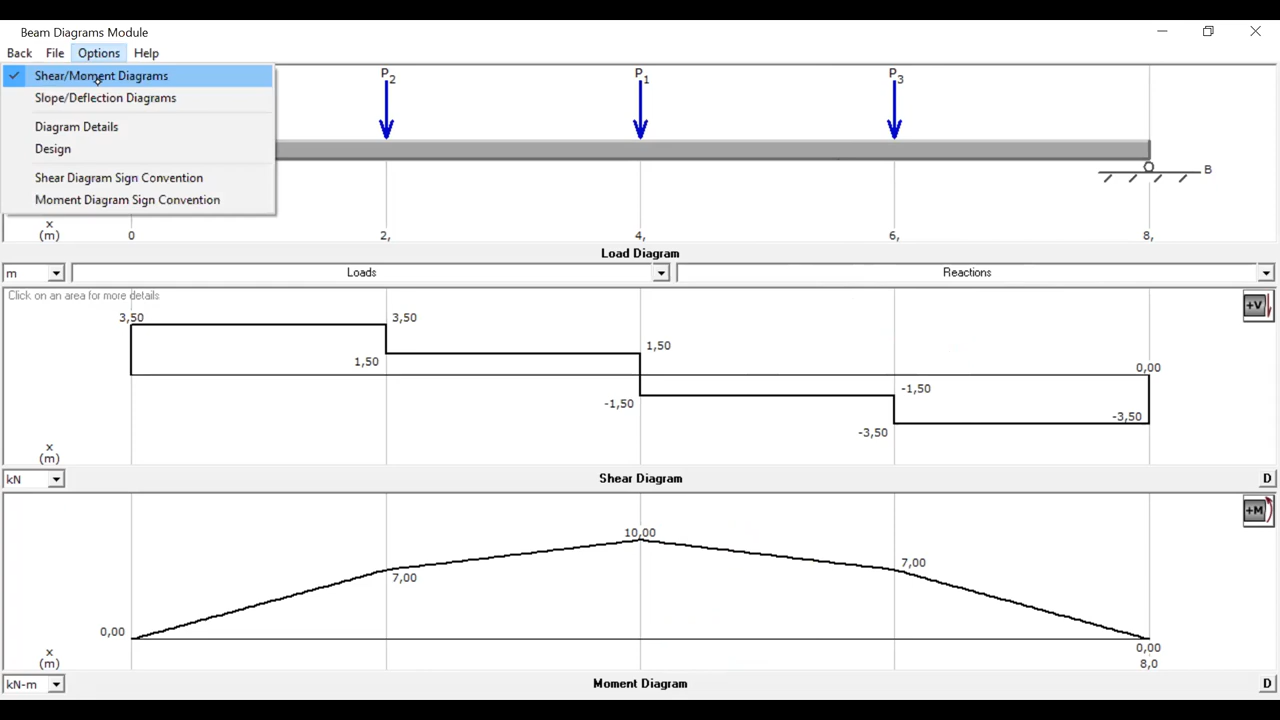 Beam Diagrams Module
Back File Options Help
Shear/Moment Diagrams
Slope/Deflection Diagrams
Diagram Details
Design
Shear Diagram Sign Convention
Moment Diagram Sign Convention
P2 P1 P3
B
x
(m) 0 2, 4, 6, 8,
Load Diagram
m Loads Reactions
Click on an area for more details
+V
3,50 3,50
1,50 1,50
0,00
-1,50 -1,50
-3,50 -3,50
x
(m)
kN Shear Diagram D
+M
10,00
7,00 7,00
0,00 0,00
x
(m) 8,0
kN-m Moment Diagram D